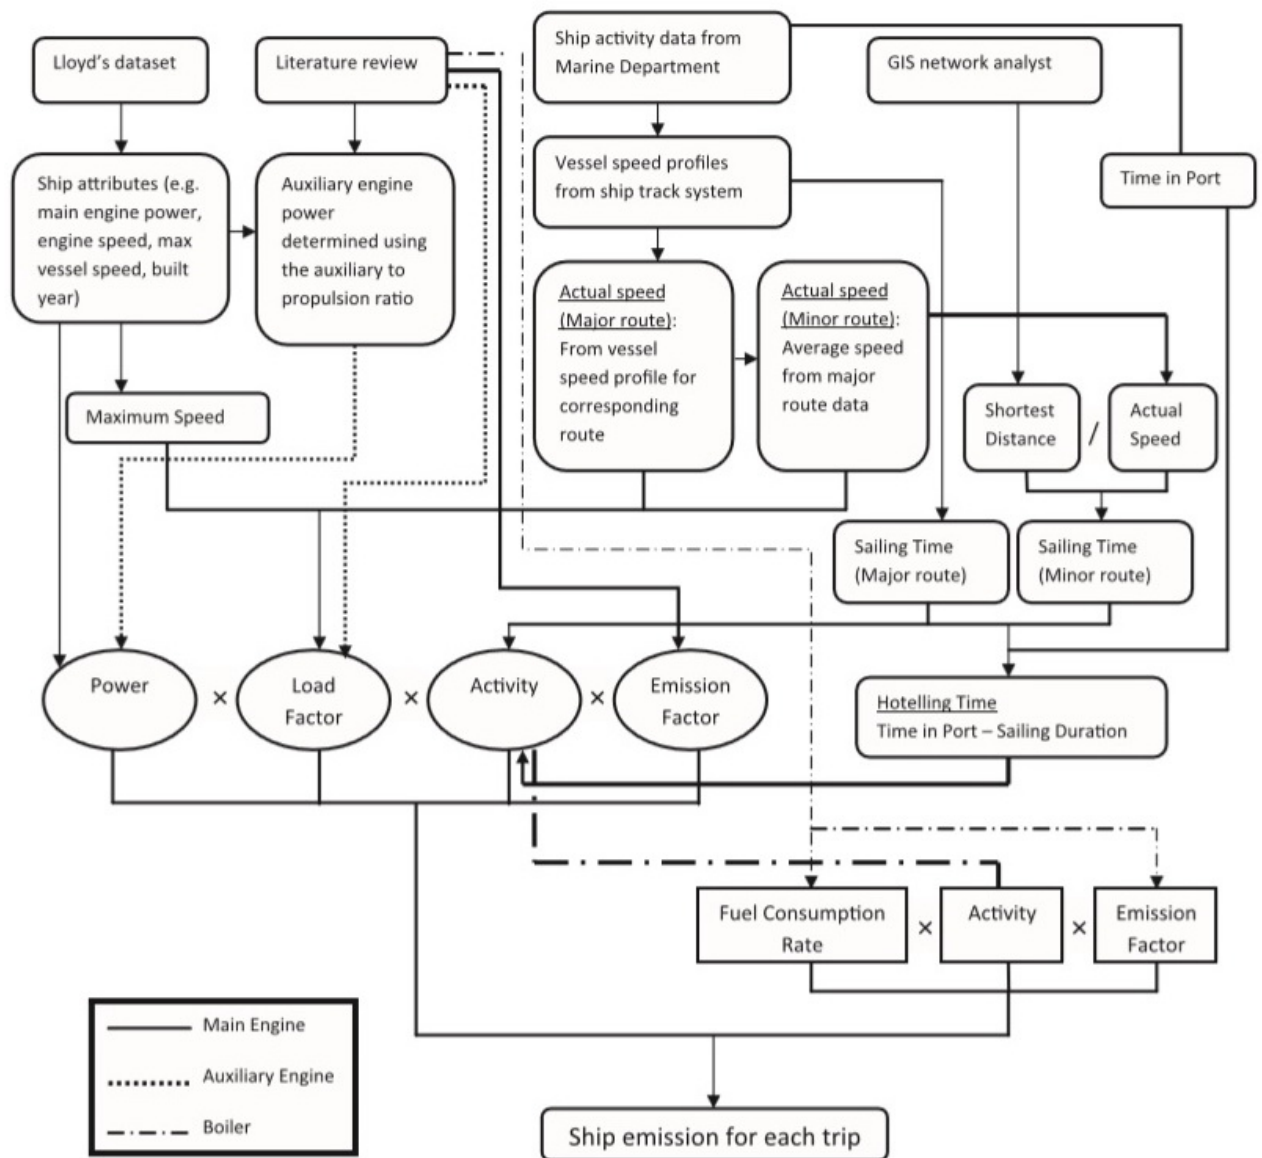 Lloyd's dataset
Literature review
Ship activity data from
Marine Department
GIS network analyst
Ship attributes (e.g.
main engine power,
engine speed, max
vessel speed, built
year)
Auxiliary engine
power
determined using
the auxiliary to
propulsion ratio
Vessel speed profiles
from ship track system
Time in Port
Actual speed
(Major route):
From vessel
speed profile for
corresponding
route
Actual speed
(Minor route):
Average speed
from major
route data
Maximum Speed
Shortest
Distance
/
Actual
Speed
Sailing Time
(Major route)
Sailing Time
(Minor route)
Power
×
Load
Factor
×
Activity
×
Emission
Factor
Hotelling Time
Time in Port – Sailing Duration
Fuel Consumption
Rate
×
Activity
×
Emission
Factor
Main Engine
Auxiliary Engine
Boiler
Ship emission for each trip